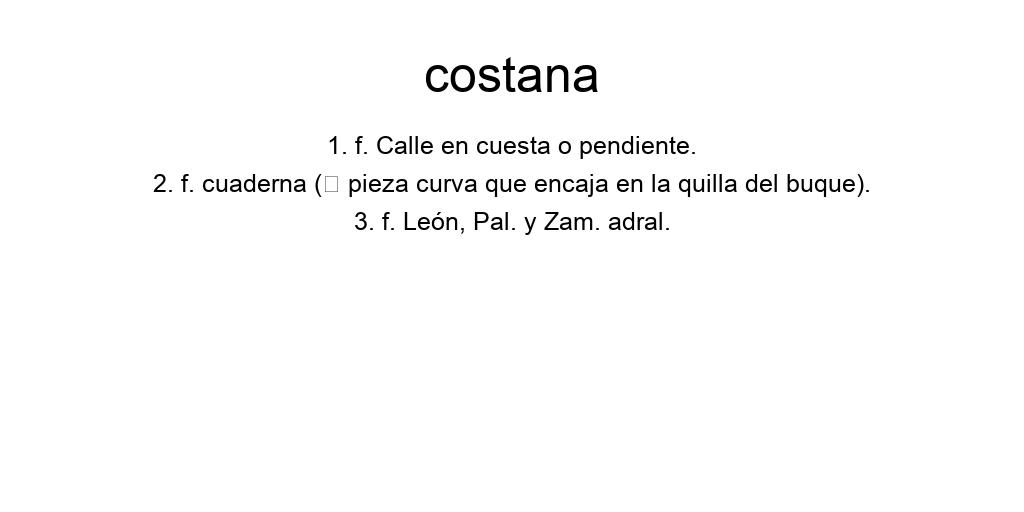 costana
1. f. Calle en cuesta o pendiente.
2. f. cuaderna (▯ pieza curva que encaja en la quilla del buque).
3. f. León, Pal. y Zam. adral.